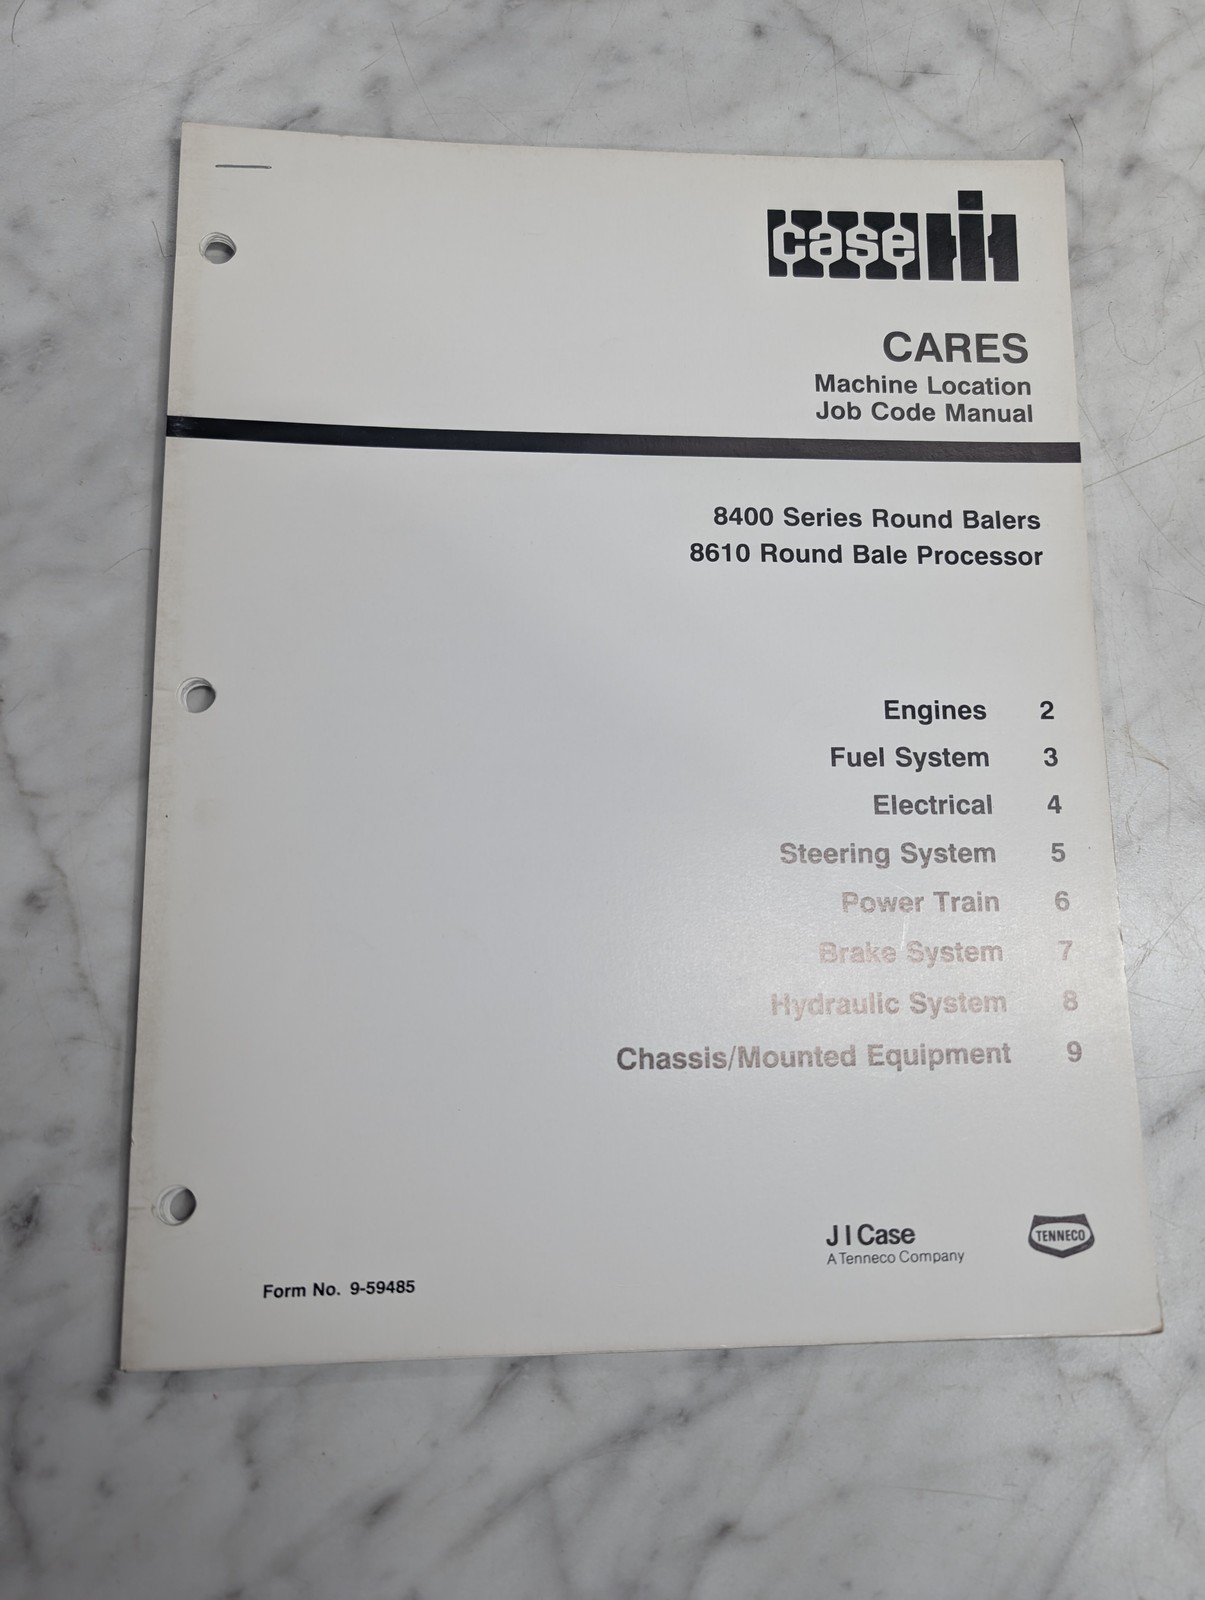 case IH
CARES
Machine Location
Job Code Manual
8400 Series Round Balers
8610 Round Bale Processor
Engines 2
Fuel System 3
Electrical 4
Steering System 5
Power Train 6
Brake System 7
Hydraulic System 8
Chassis/Mounted Equipment 9
J I Case
A Tenneco Company
TENNECO
Form No. 9-59485